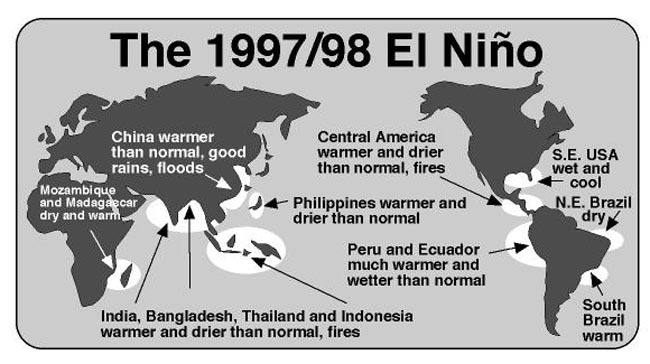 The 1997/98 El Niño
China warmer
than normal, good
rains, floods
Mozambique
and Madagascar
dry and warm
Central America
warmer and drier
than normal, fires
S.E. USA
wet and
cool
N.E. Brazil
dry
Philippines warmer and
drier than normal
Peru and Ecuador
much warmer and
wetter than normal
India, Bangladesh, Thailand and Indonesia
warmer and drier than normal, fires
South
Brazil
warm